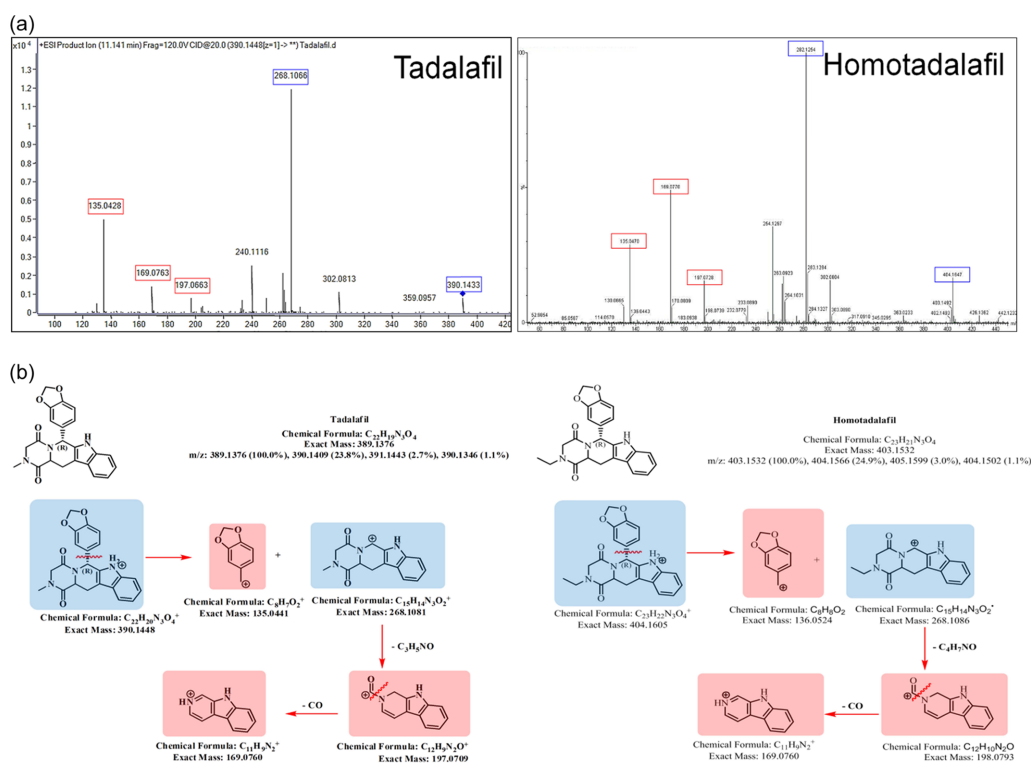 (a)
+ESI Product Ion (11.141 min) Frag=120.0V CID@20.0 (390.1448[z=1] -> **) Tadalafil.d
x10 4
Tadalafil
1.3
1.2
1.1
1
0.9
0.8
0.7
0.6
0.5
0.4
0.3
0.2
0.1
0
268.1066
135.0428
240.1116
169.0763
197.0663
302.0813
359.0957
390.1433
100 120 140 160 180 200 220 240 260 280 300 320 340 360 380 400 420
Homotadalafil
100
0
282.1254
135.0470
404.1647
(b)
Tadalafil
Chemical Formula: C22H19N3O4
Exact Mass: 389.1376
m/z: 389.1376 (100.0%), 390.1409 (23.8%), 391.1443 (2.7%), 390.1346 (1.1%)
Homotadalafil
Chemical Formula: C23H21N3O4
Exact Mass: 403.1532
m/z: 403.1532 (100.0%), 404.1566 (24.9%), 405.1599 (3.0%), 404.1502 (1.1%)
Chemical Formula: C22H20N3O4+
Exact Mass: 390.1448
+
Chemical Formula: C8H7O2+
Exact Mass: 135.0441
Chemical Formula: C15H14N3O2+
Exact Mass: 268.1081
- C3H5NO
- CO
Chemical Formula: C11H9N2+
Exact Mass: 169.0760
Chemical Formula: C12H9N2O+
Exact Mass: 197.0709
Chemical Formula: C23H22N3O4+
Exact Mass: 404.1605
+
Chemical Formula: C8H8O2
Exact Mass: 136.0524
Chemical Formula: C15H14N3O2•
Exact Mass: 268.1086
- C4H7NO
- CO
Chemical Formula: C11H9N2+
Exact Mass: 169.0760
Chemical Formula: C12H10N2O
Exact Mass: 198.0793